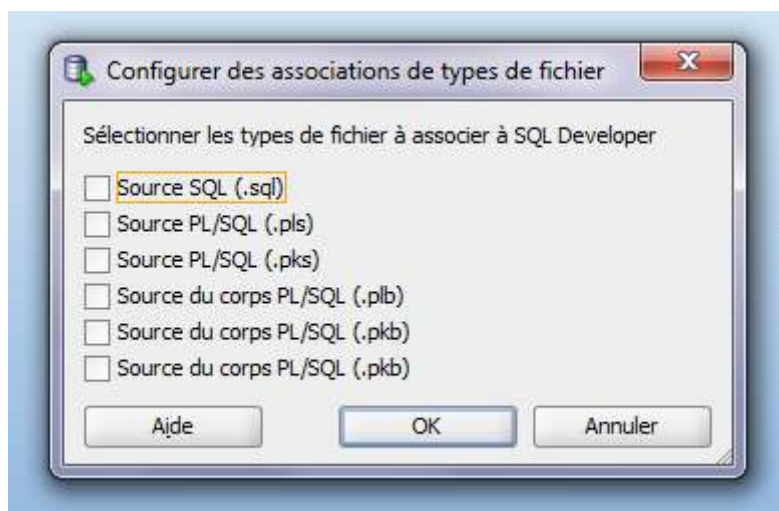 Configurer des associations de types de fichier
Sélectionner les types de fichier à associer à SQL Developer
Source SQL (.sql)
Source PL/SQL (.pls)
Source PL/SQL (.pks)
Source du corps PL/SQL (.plb)
Source du corps PL/SQL (.pkb)
Source du corps PL/SQL (.pkb)
Aide OK Annuler